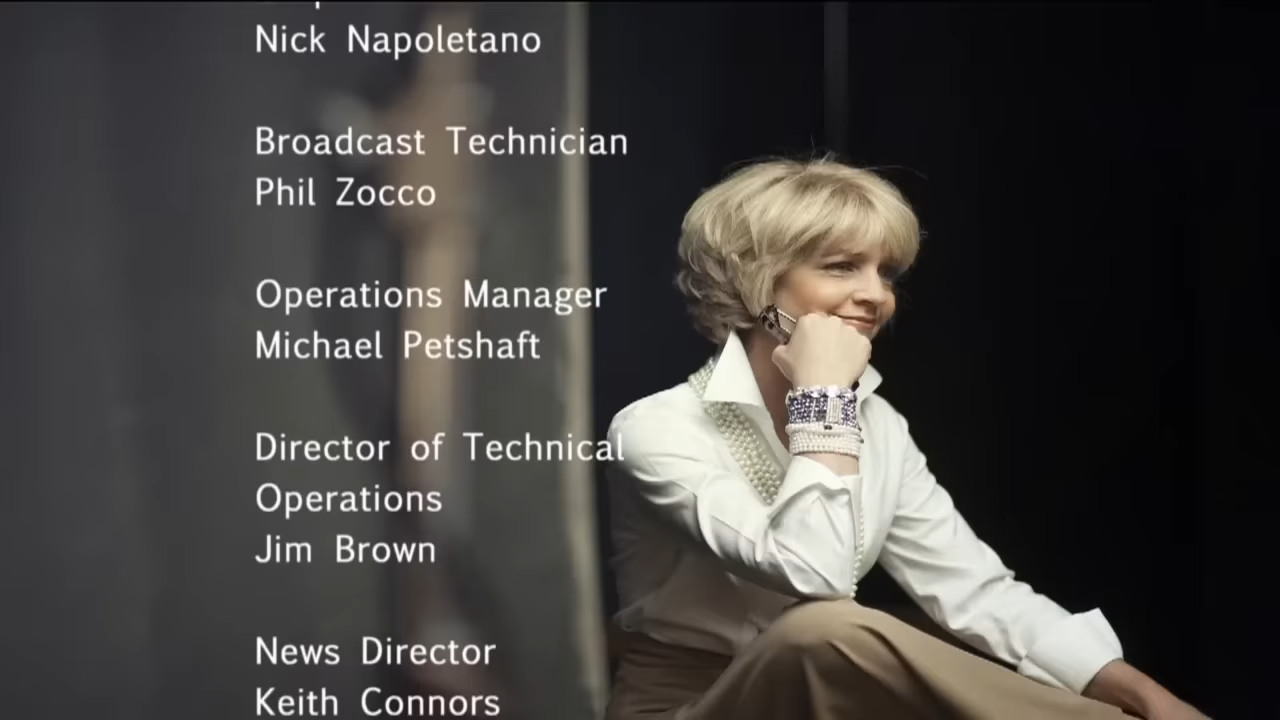 Nick Napoletano
Broadcast Technician
Phil Zocco
Operations Manager
Michael Petshaft
Director of Technical
Operations
Jim Brown
News Director
Keith Connors